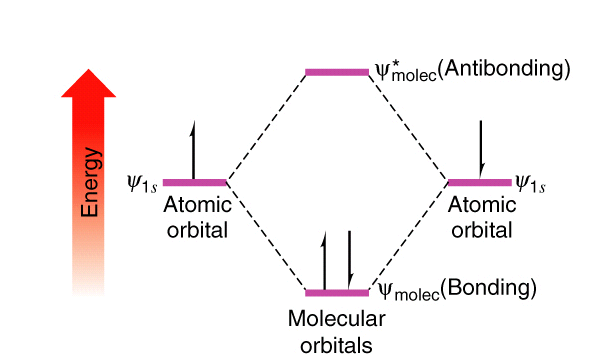 ψ*molec(Antibonding)
Energy
ψ1s
Atomic
orbital
ψ1s
Atomic
orbital
ψmolec(Bonding)
Molecular
orbitals